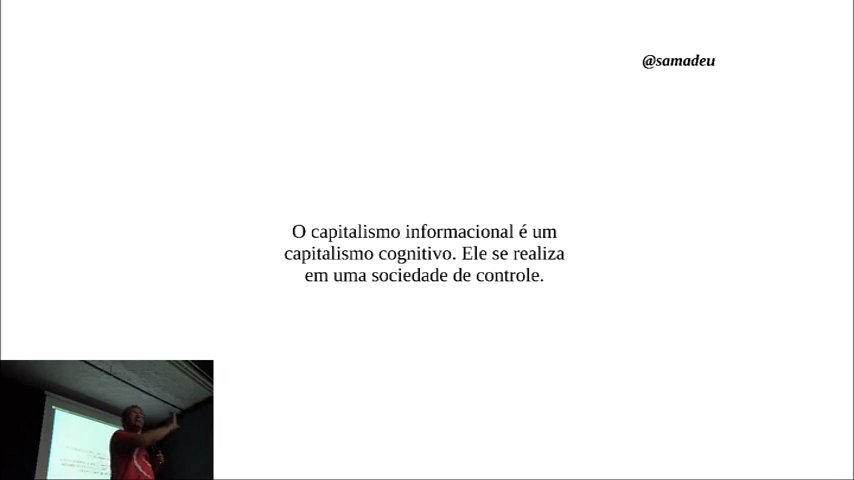 @samadeu
O capitalismo informacional é um
capitalismo cognitivo. Ele se realiza
em uma sociedade de controle.